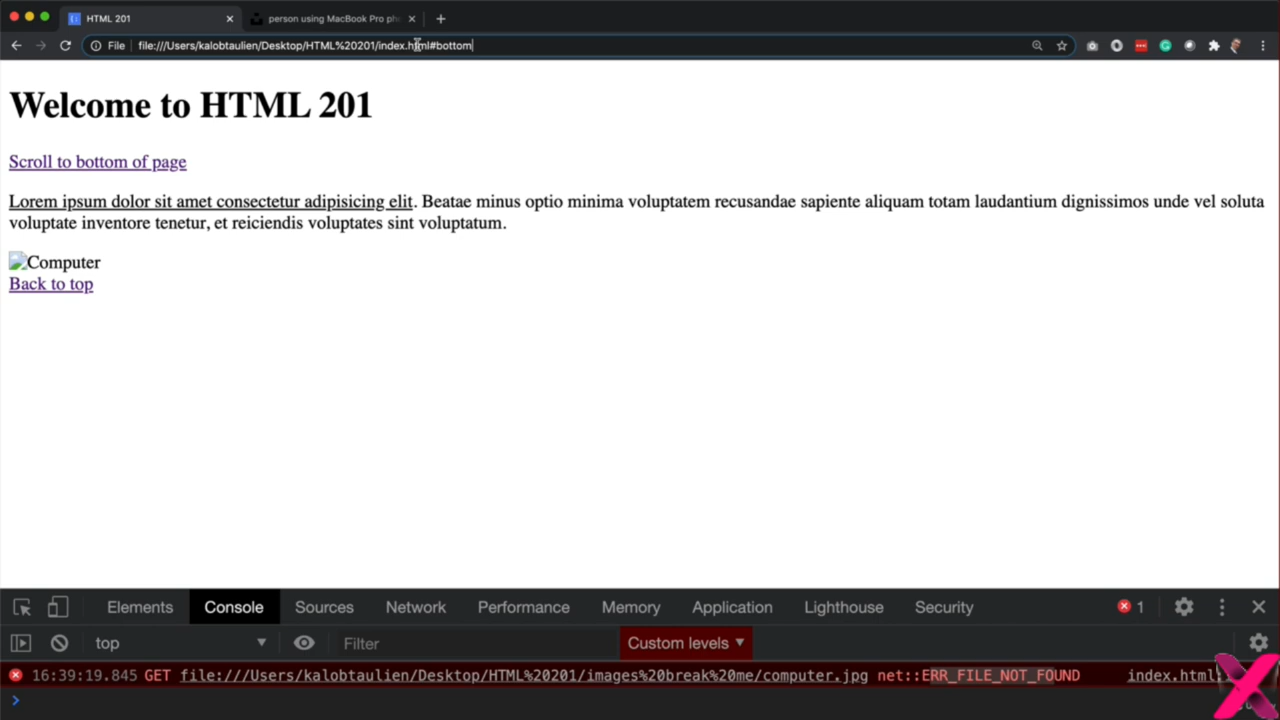 HTML 201
person using MacBook Pro ph
File
file:///Users/kalobtaulien/Desktop/HTML%20201/index.html#bottom
Welcome to HTML 201
Scroll to bottom of page
Lorem ipsum dolor sit amet consectetur adipisicing elit. Beatae minus optio minima voluptatem recusandae sapiente aliquam totam laudantium dignissimos unde vel soluta
voluptate inventore tenetur, et reiciendis voluptates sint voluptatum.
Computer
Back to top
Elements Console Sources Network Performance Memory Application Lighthouse Security 1
top Filter Custom levels
16:39:19.845 GET file:///Users/kalobtaulien/Desktop/HTML%20201/images%20break%20me/computer.jpg net::ERR_FILE_NOT_FOUND index.html: